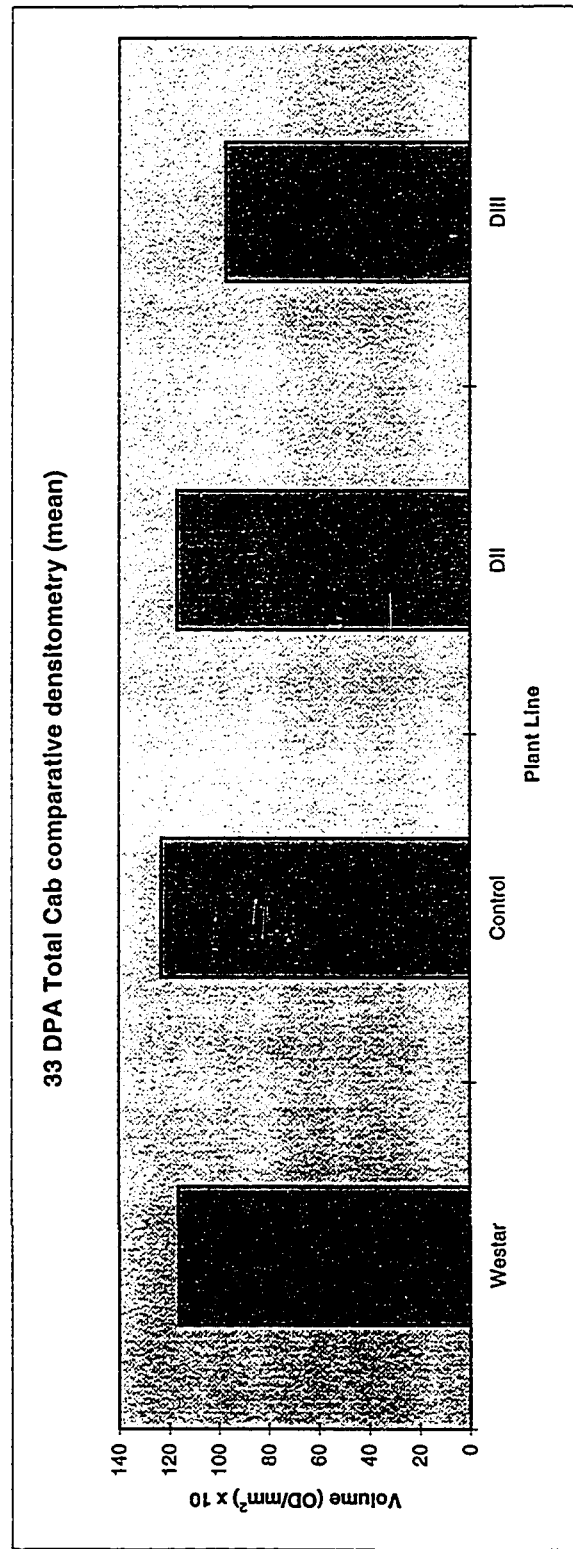 33 DPA Total Cab comparative densitometry (mean)
Volume (OD/mm²) x 10
140
120
100
80
60
40
20
0
Westar
Control
DII
DIII
Plant Line